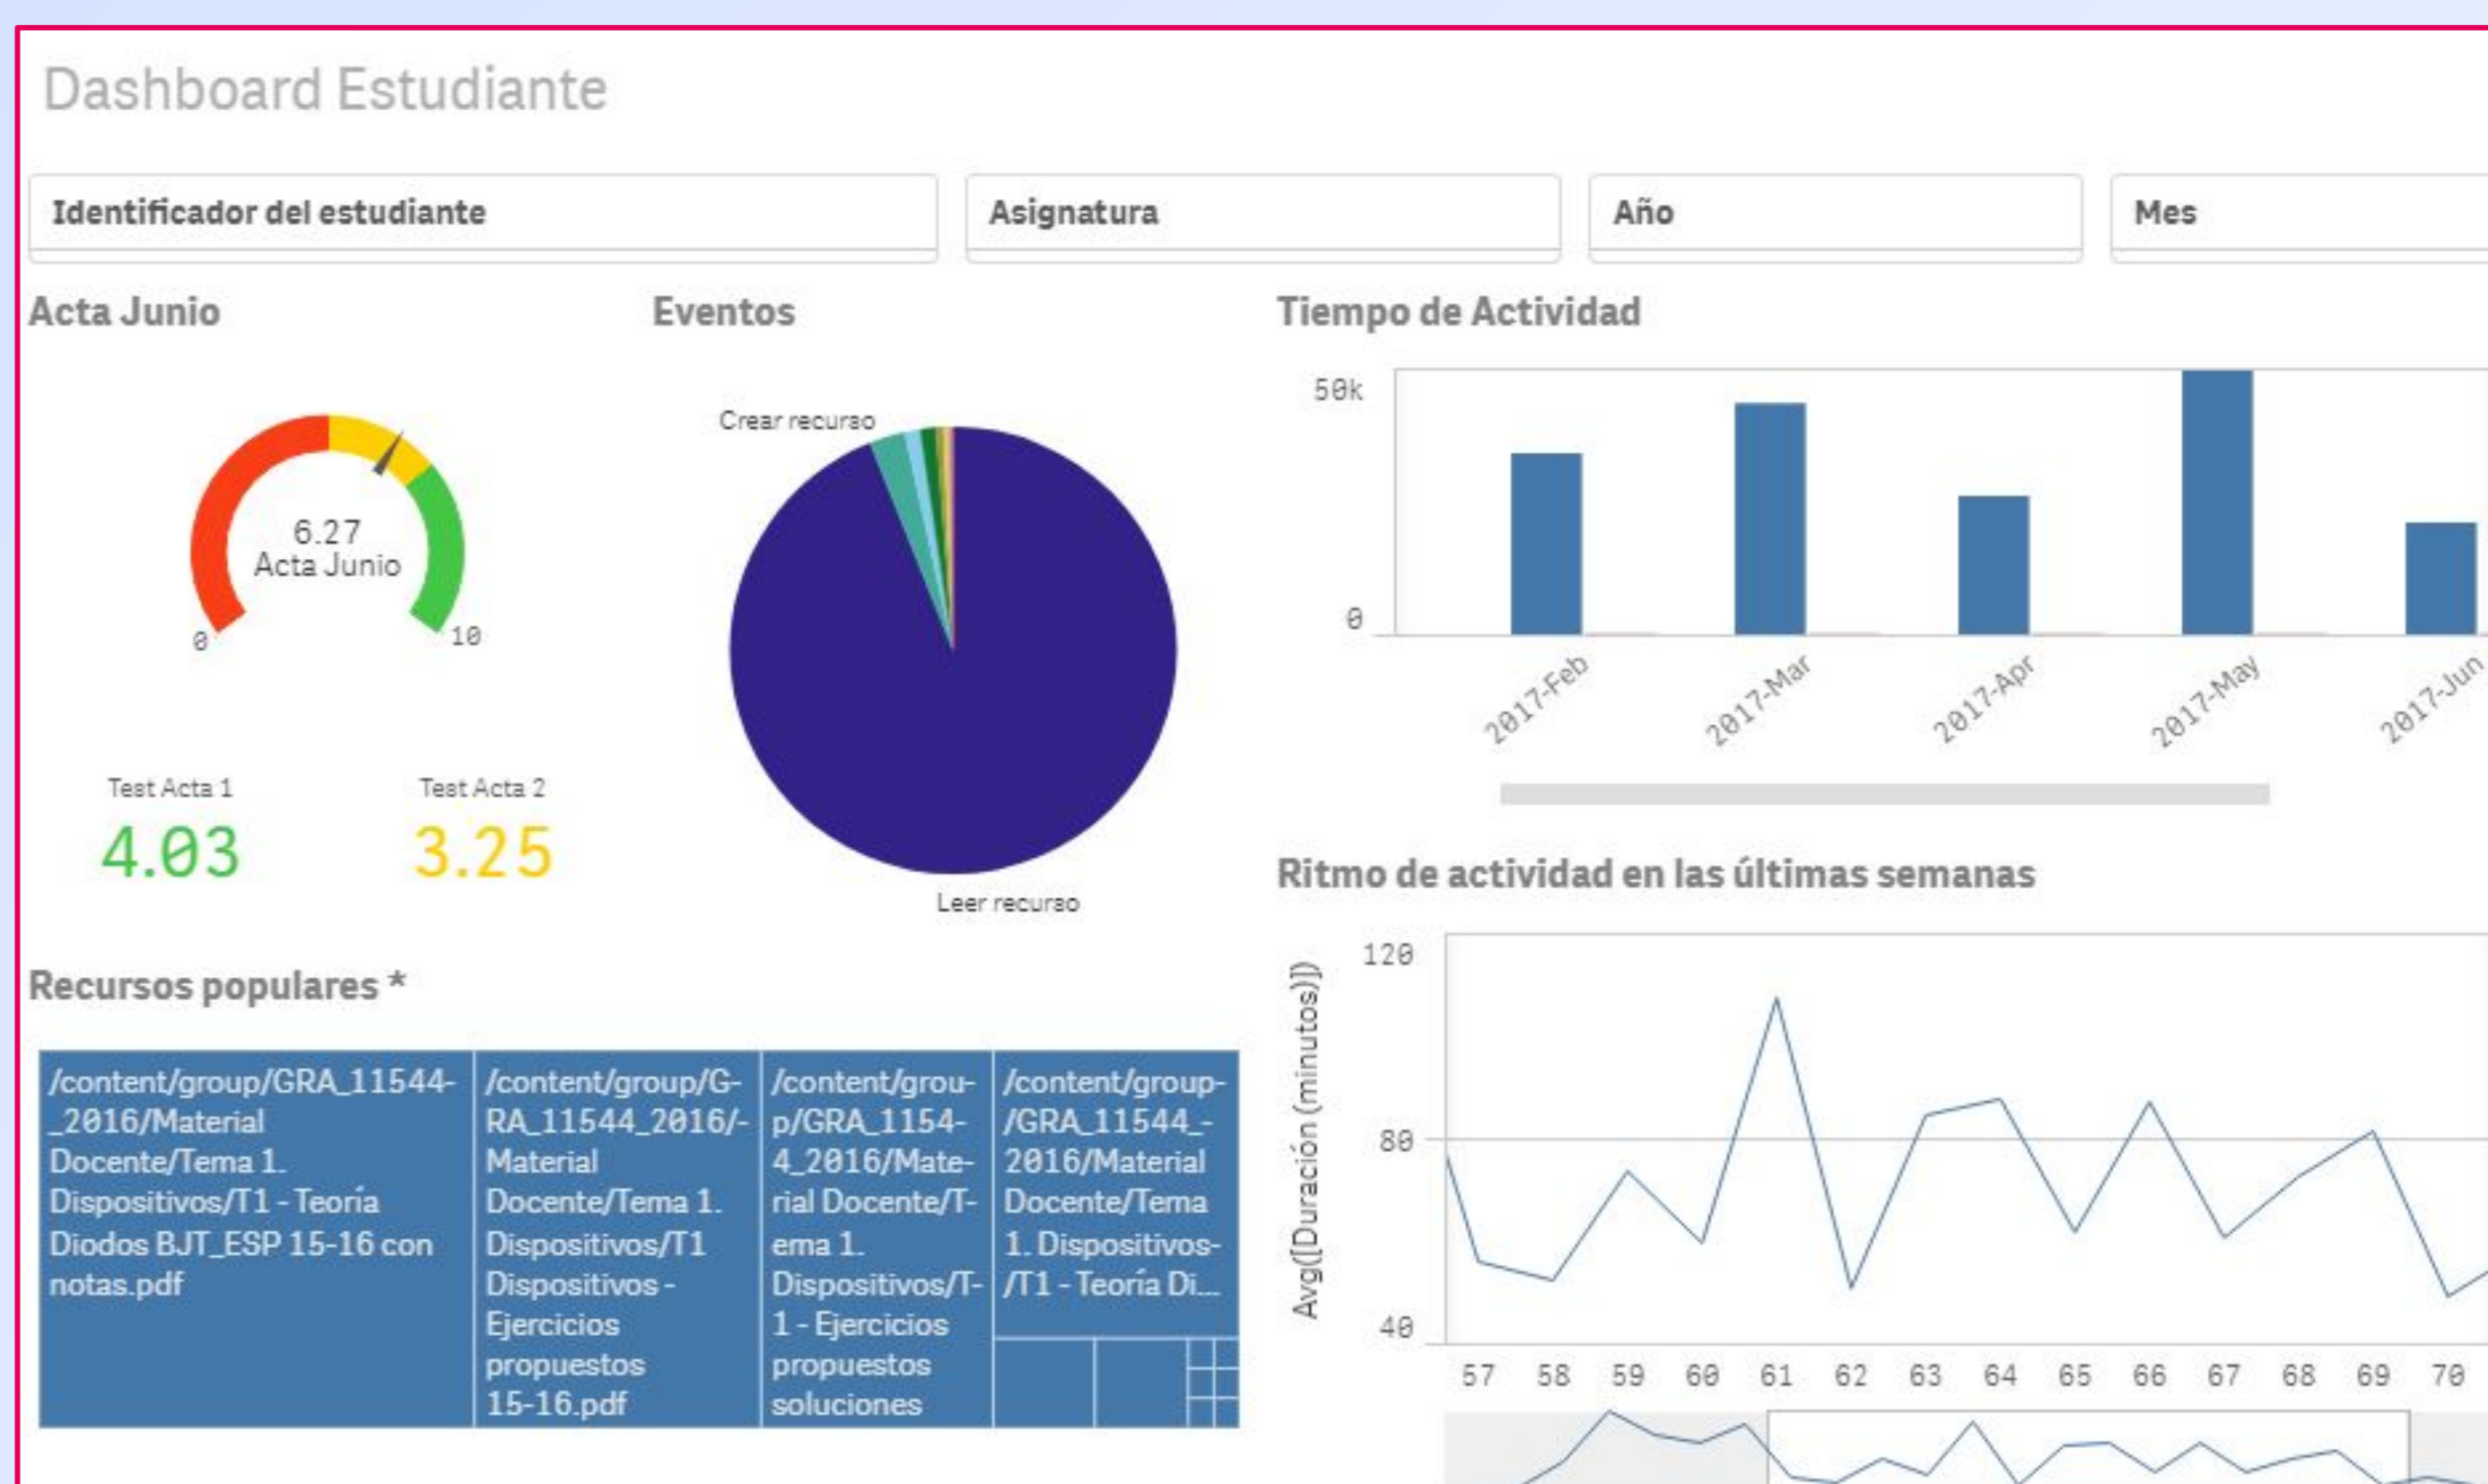 Dashboard Estudiante
Identificador del estudiante
Asignatura
Año
Mes
Acta Junio
6.27
Acta Junio
0
10
Test Acta 1
4.03
Test Acta 2
3.25
Eventos
Crear recurso
Leer recurso
Tiempo de Actividad
50k
0
2017-Feb
2017-Mar
2017-Apr
2017-May
2017-Jun
Recursos populares *
/content/group/GRA_11544-
_2016/Material
Docente/Tema 1.
Dispositivos/T1 - Teoría
Diodos BJT_ESP 15-16 con
notas.pdf
/content/group/G-
RA_11544_2016/-
Material
Docente/Tema 1.
Dispositivos/T1
Dispositivos -
Ejercicios
propuestos
15-16.pdf
/content/grou-
p/GRA_1154-
4_2016/Mate-
rial Docente/T-
ema 1.
Dispositivos/T-
1 - Ejercicios
propuestos
soluciones
/content/group-
/GRA_11544_-
2016/Material
Docente/Tema
1. Dispositivos-
/T1 - Teoría Di...
Ritmo de actividad en las últimas semanas
Avg([Duración (minutos)])
120
80
40
57 58 59 60 61 62 63 64 65 66 67 68 69 70